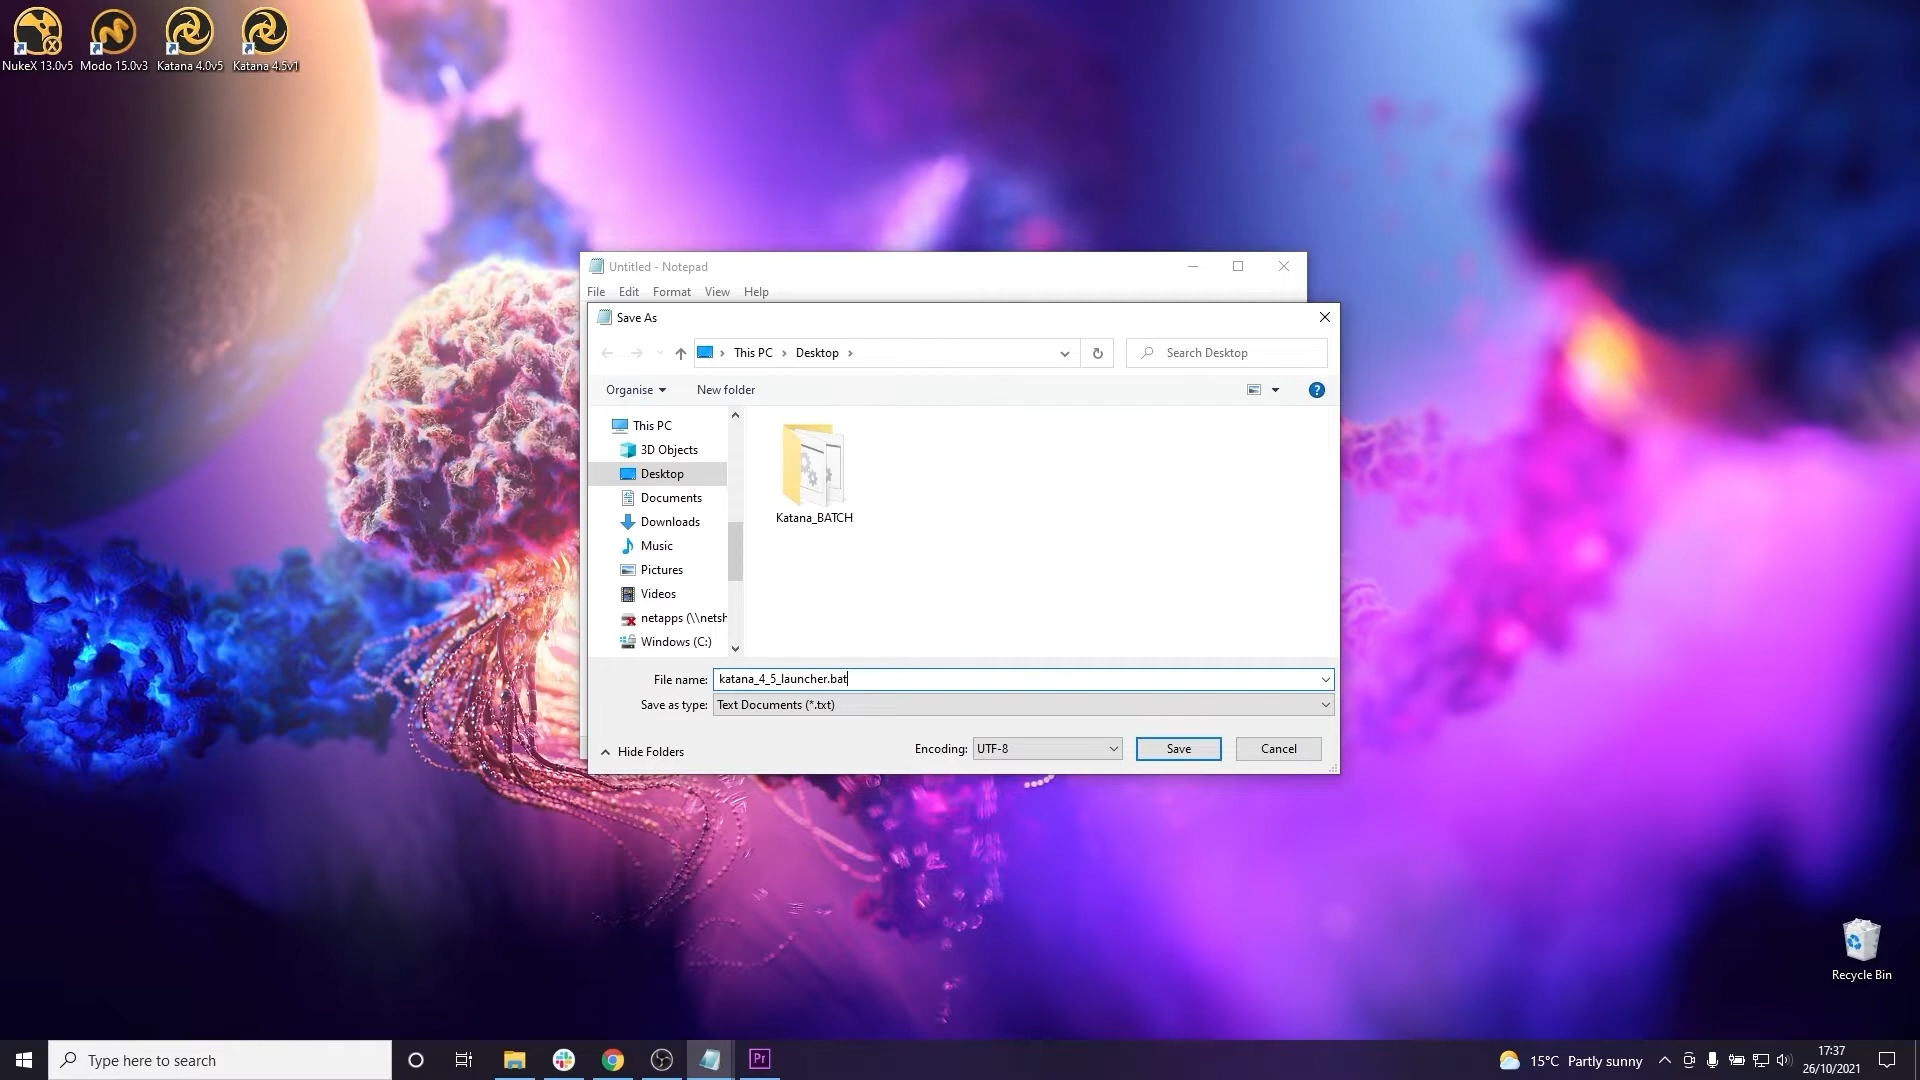 NukeX 13.0v5
Modo 15.0v3
Katana 4.0v5
Katana 4.5v1
Untitled - Notepad
File Edit Format View Help
Save As
This PC > Desktop >
Search Desktop
Organise
New folder
This PC
3D Objects
Desktop
Documents
Downloads
Music
Pictures
Videos
netapps (\\netsh
Windows (C:)
Katana_BATCH
File name: katana_4_5_launcher.bat
Save as type: Text Documents (*.txt)
Hide Folders
Encoding: UTF-8
Save
Cancel
Recycle Bin
Type here to search
Pr
15°C Partly sunny
17:37
26/10/2021